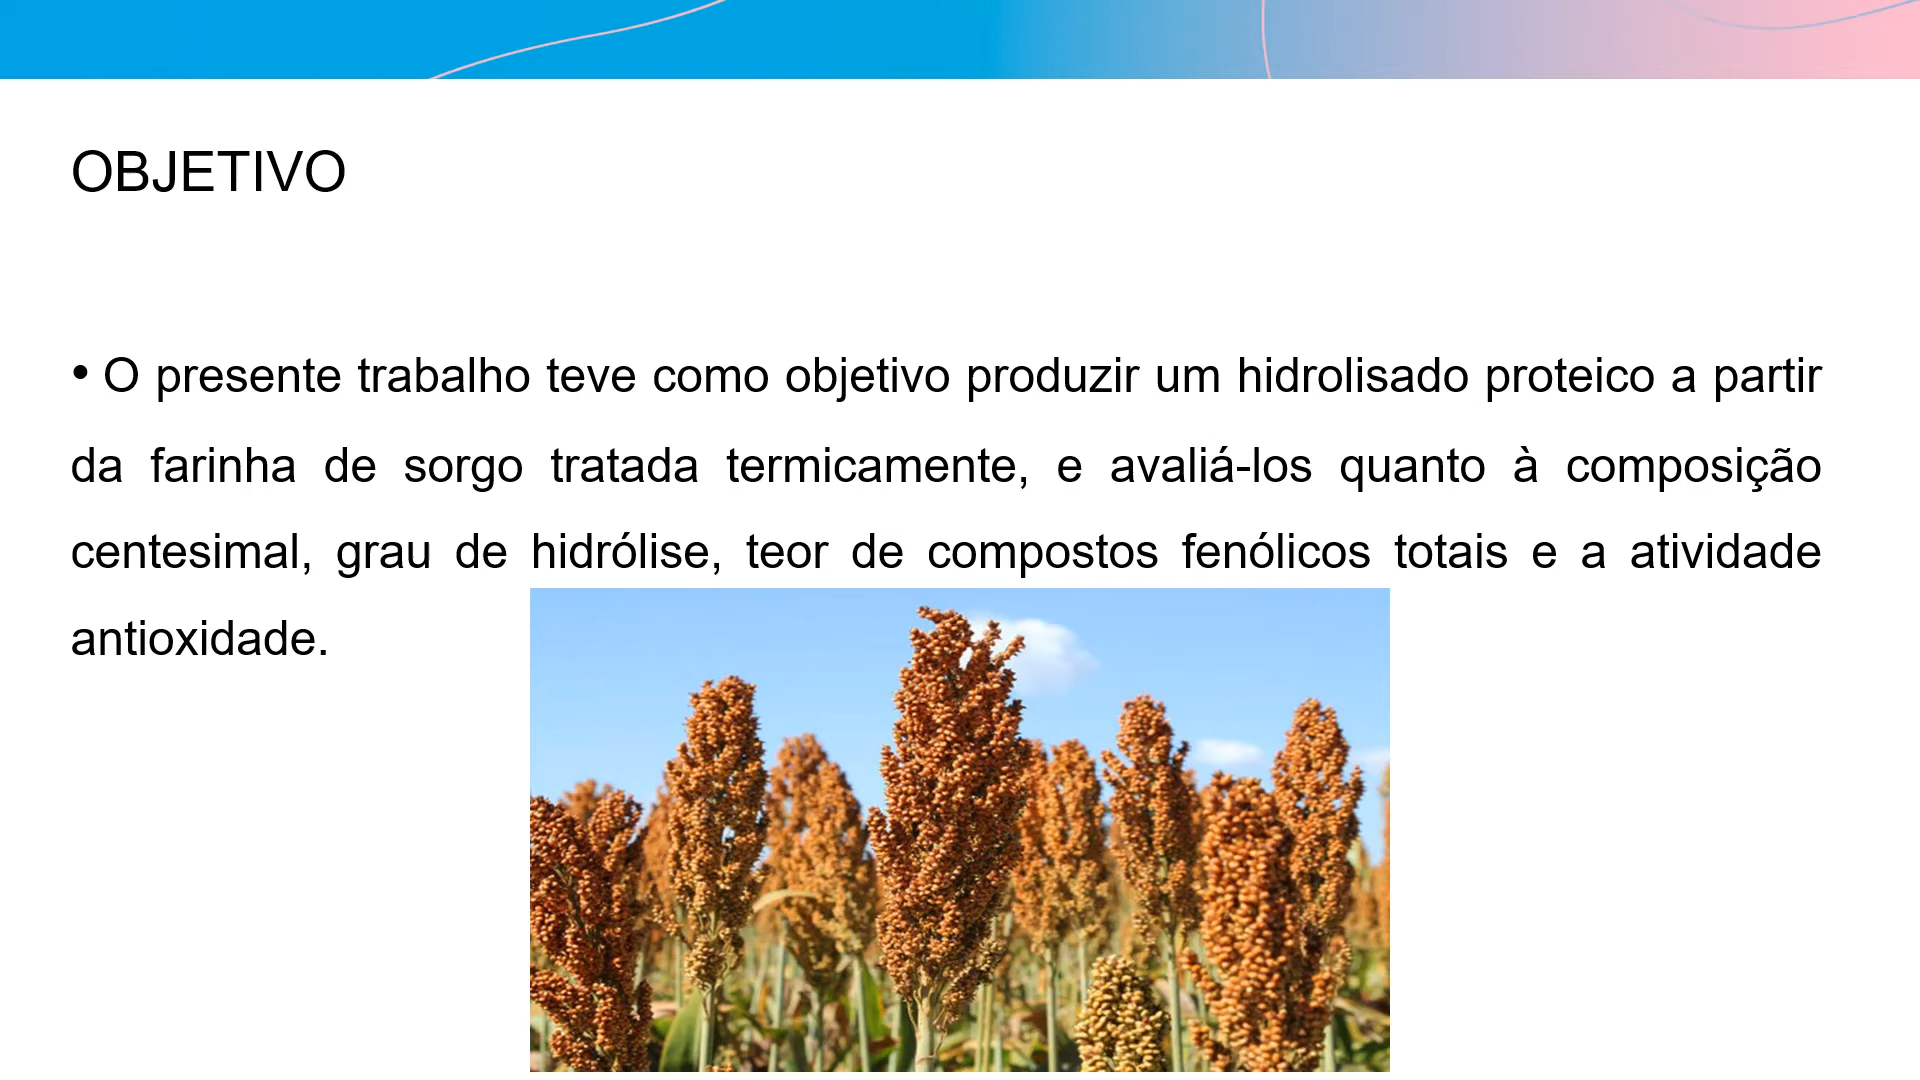 OBJETIVO
• O presente trabalho teve como objetivo produzir um hidrolisado proteico a partir
da farinha de sorgo tratada termicamente, e avaliá-los quanto à composição
centesimal, grau de hidrólise, teor de compostos fenólicos totais e a atividade
antioxidade.